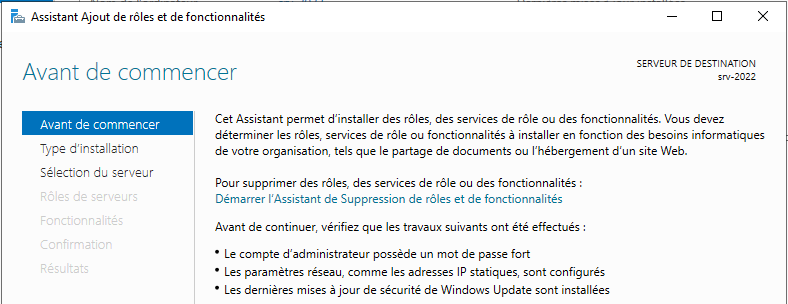 Assistant Ajout de rôles et de fonctionnalités
Avant de commencer
SERVEUR DE DESTINATION
srv-2022
Avant de commencer
Type d'installation
Sélection du serveur
Rôles de serveurs
Fonctionnalités
Confirmation
Résultats
Cet Assistant permet d'installer des rôles, des services de rôle ou des fonctionnalités. Vous devez
déterminer les rôles, services de rôle ou fonctionnalités à installer en fonction des besoins informatiques
de votre organisation, tels que le partage de documents ou l'hébergement d'un site Web.
Pour supprimer des rôles, des services de rôle ou des fonctionnalités :
Démarrer l'Assistant de Suppression de rôles et de fonctionnalités
Avant de continuer, vérifiez que les travaux suivants ont été effectués :
• Le compte d'administrateur possède un mot de passe fort
• Les paramètres réseau, comme les adresses IP statiques, sont configurés
• Les dernières mises à jour de sécurité de Windows Update sont installées